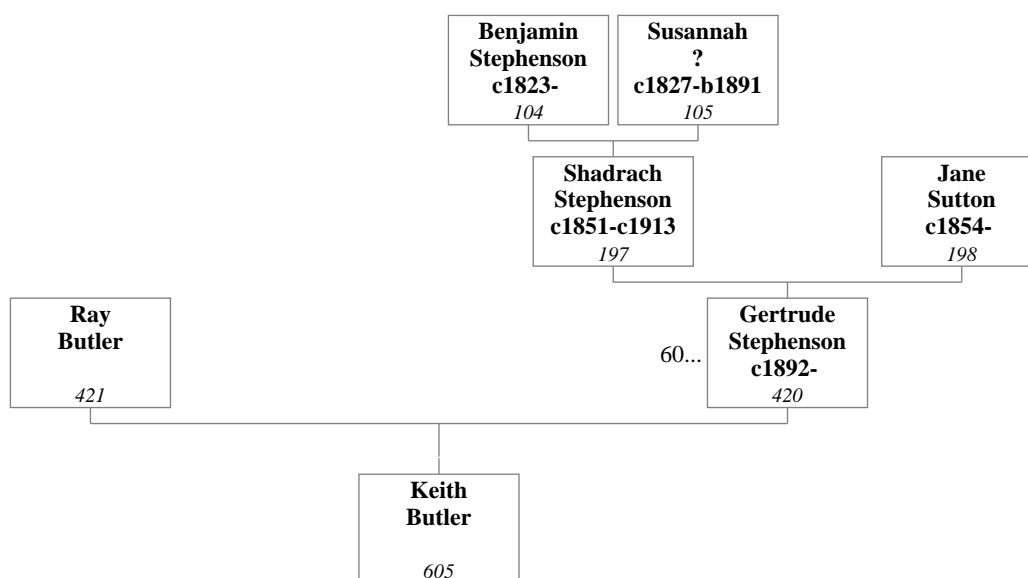 Benjamin
Stephenson
c1823-
104
Susannah
?
c1827-b1891
105
Shadrach
Stephenson
c1851-c1913
197
Jane
Sutton
c1854-
198
Ray
Butler
421
60...
Gertrude
Stephenson
c1892-
420
Keith
Butler
605